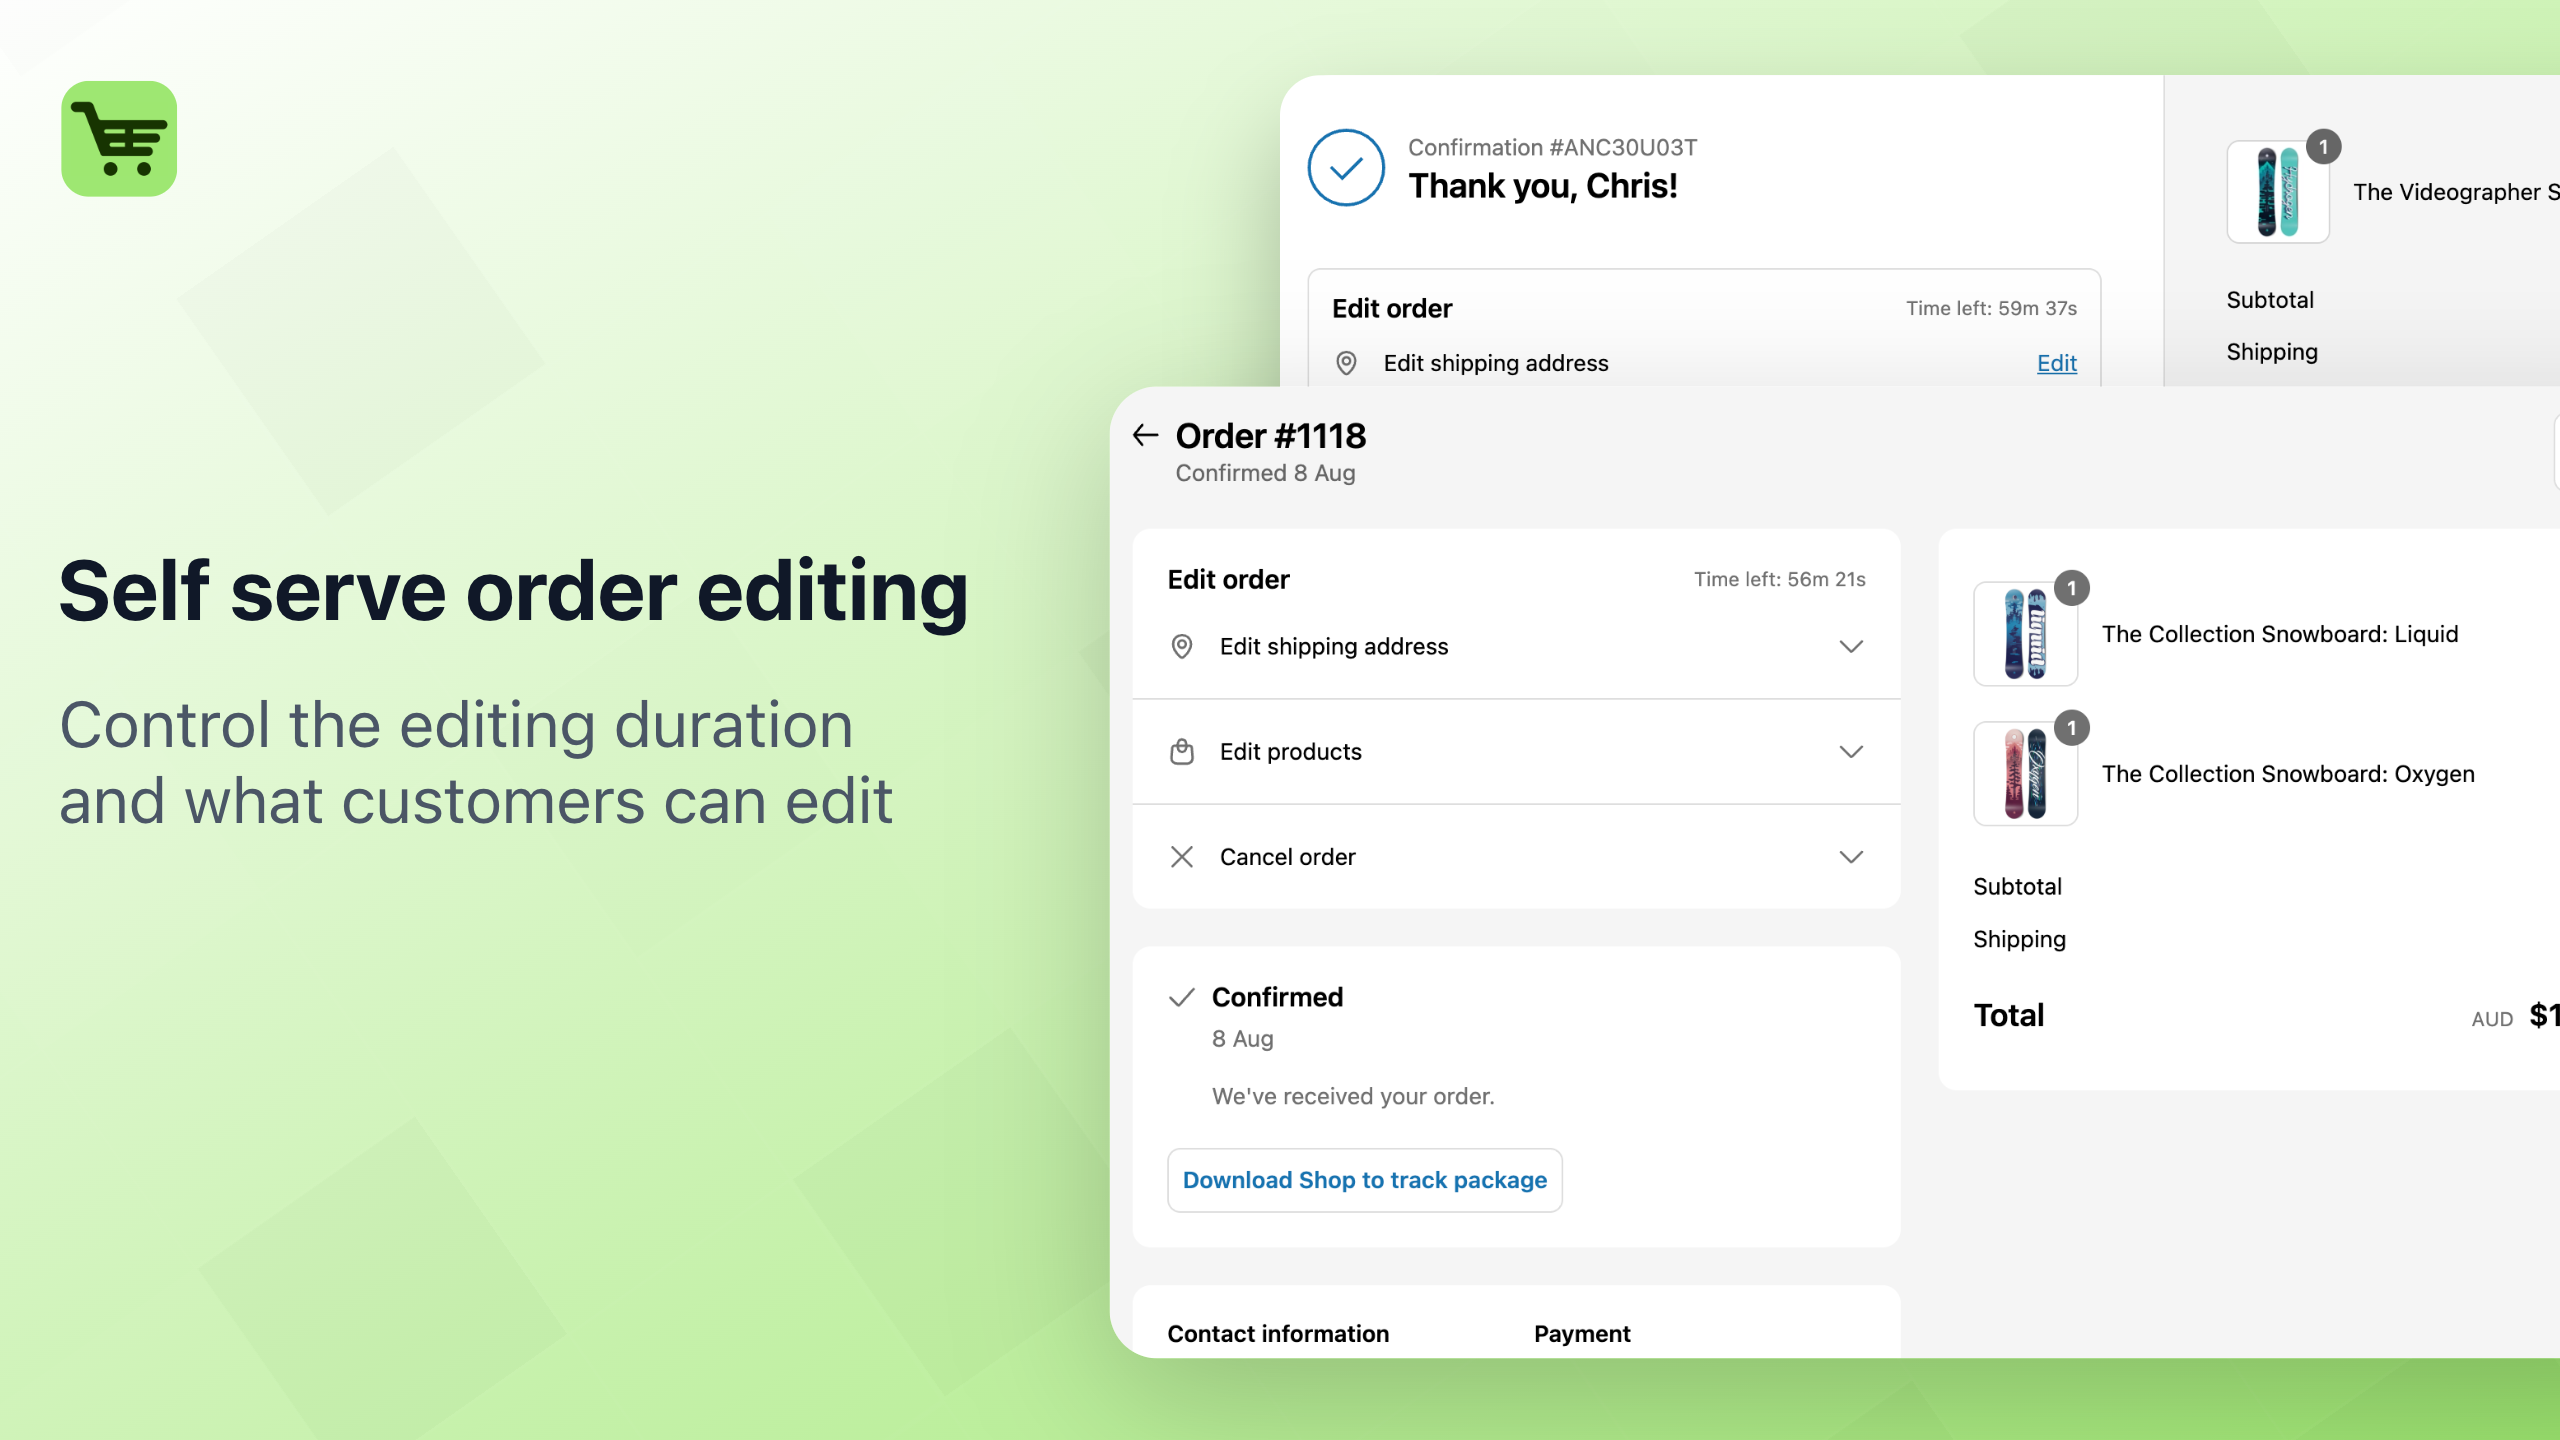 Self serve order editing
Control the editing duration
and what customers can edit
Confirmation #ANC30U03T
Thank you, Chris!
Edit order
Time left: 59m 37s
Edit shipping address
Edit
1
The Videographer S
Subtotal
Shipping
Order #1118
Confirmed 8 Aug
Edit order
Time left: 56m 21s
Edit shipping address
Edit products
Cancel order
Confirmed
8 Aug
We've received your order.
Download Shop to track package
Contact information
Payment
liquid
1
The Collection Snowboard: Liquid
Oxygen
1
The Collection Snowboard: Oxygen
Subtotal
Shipping
Total
AUD $1